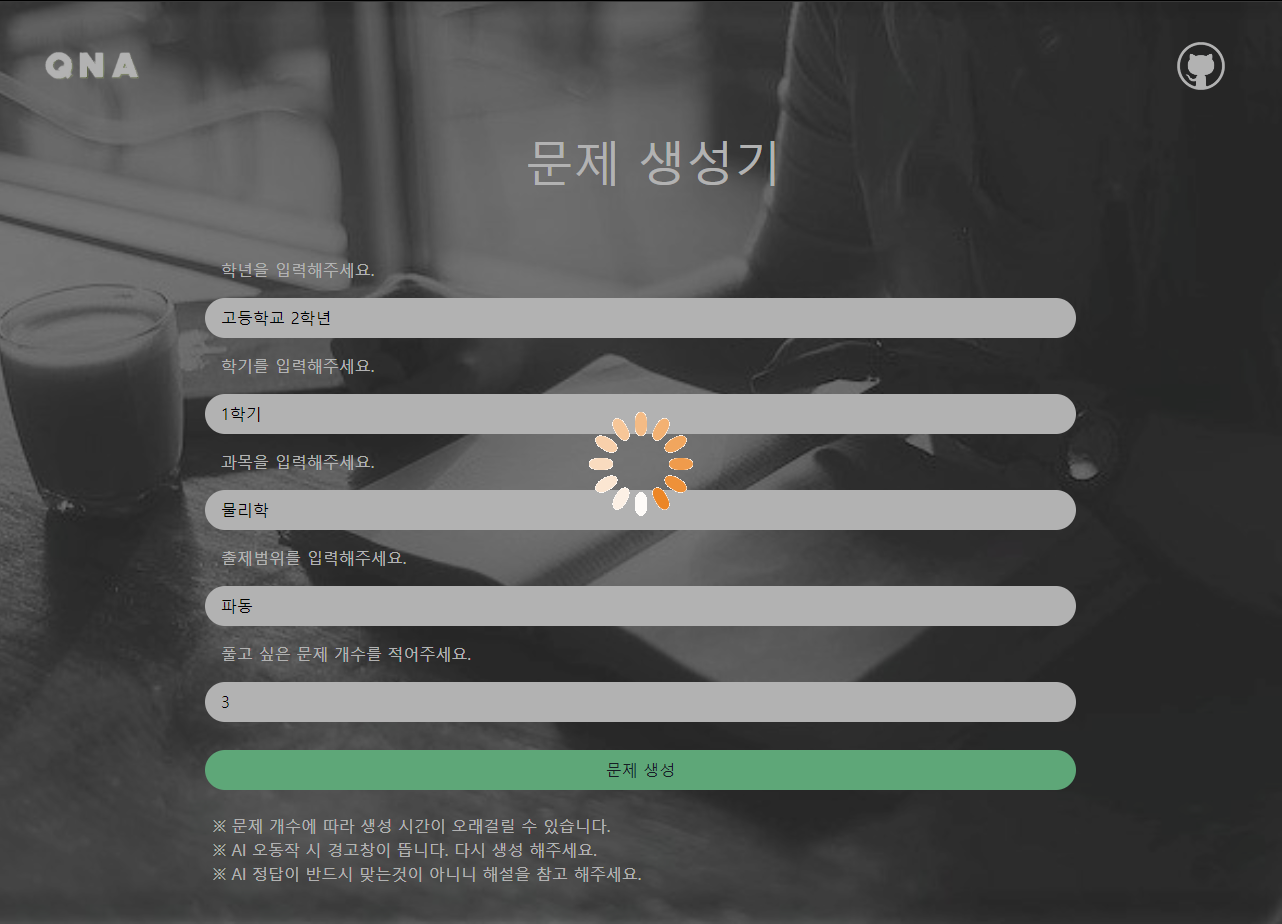 QNA
문제 생성기
학년을 입력해주세요.
고등학교 2학년
학기를 입력해주세요.
1학기
과목을 입력해주세요.
물리학
출제범위를 입력해주세요.
파동
풀고 싶은 문제 개수를 적어주세요.
3
문제 생성
※ 문제 개수에 따라 생성 시간이 오래걸릴 수 있습니다.
※ AI 오동작 시 경고창이 뜹니다. 다시 생성 해주세요.
※ AI 정답이 반드시 맞는것이 아니니 해설을 참고 해주세요.